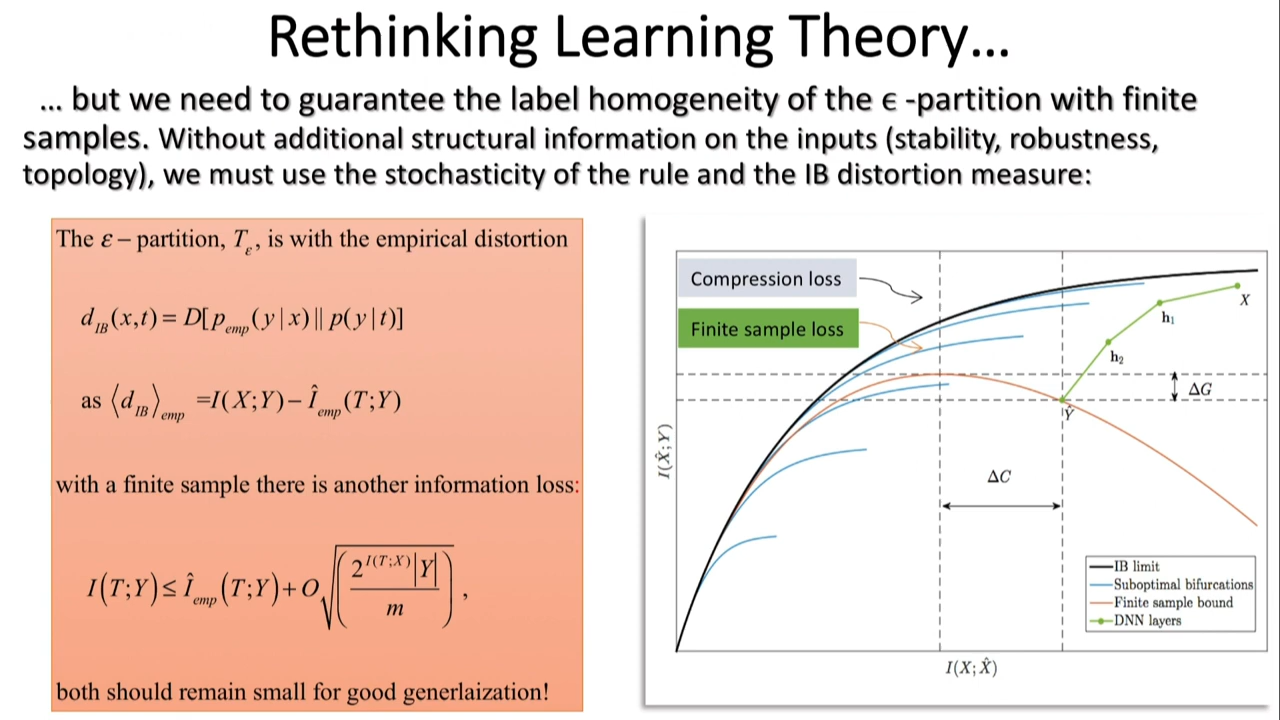 Rethinking Learning Theory...
... but we need to guarantee the label homogeneity of the ϵ -partition with finite
samples. Without additional structural information on the inputs (stability, robustness,
topology), we must use the stochasticity of the rule and the IB distortion measure:
The ε – partition, T_ε, is with the empirical distortion
d_IB(x,t) = D[p_emp(y|x) || p(y|t)]
as ⟨d_IB⟩_emp =I(X;Y) – Î_emp(T;Y)
with a finite sample there is another information loss:
I(T;Y) ≤ Î_emp(T;Y) + O√(2^{I(T;X)}|Y| / m) ,
both should remain small for good generlaization!
Compression loss
Finite sample loss
X
h₁
h₂
ΔG
Ŷ
ΔC
I(X̂;Y)
IB limit
Suboptimal bifurcations
Finite sample bound
DNN layers
I(X;X̂)